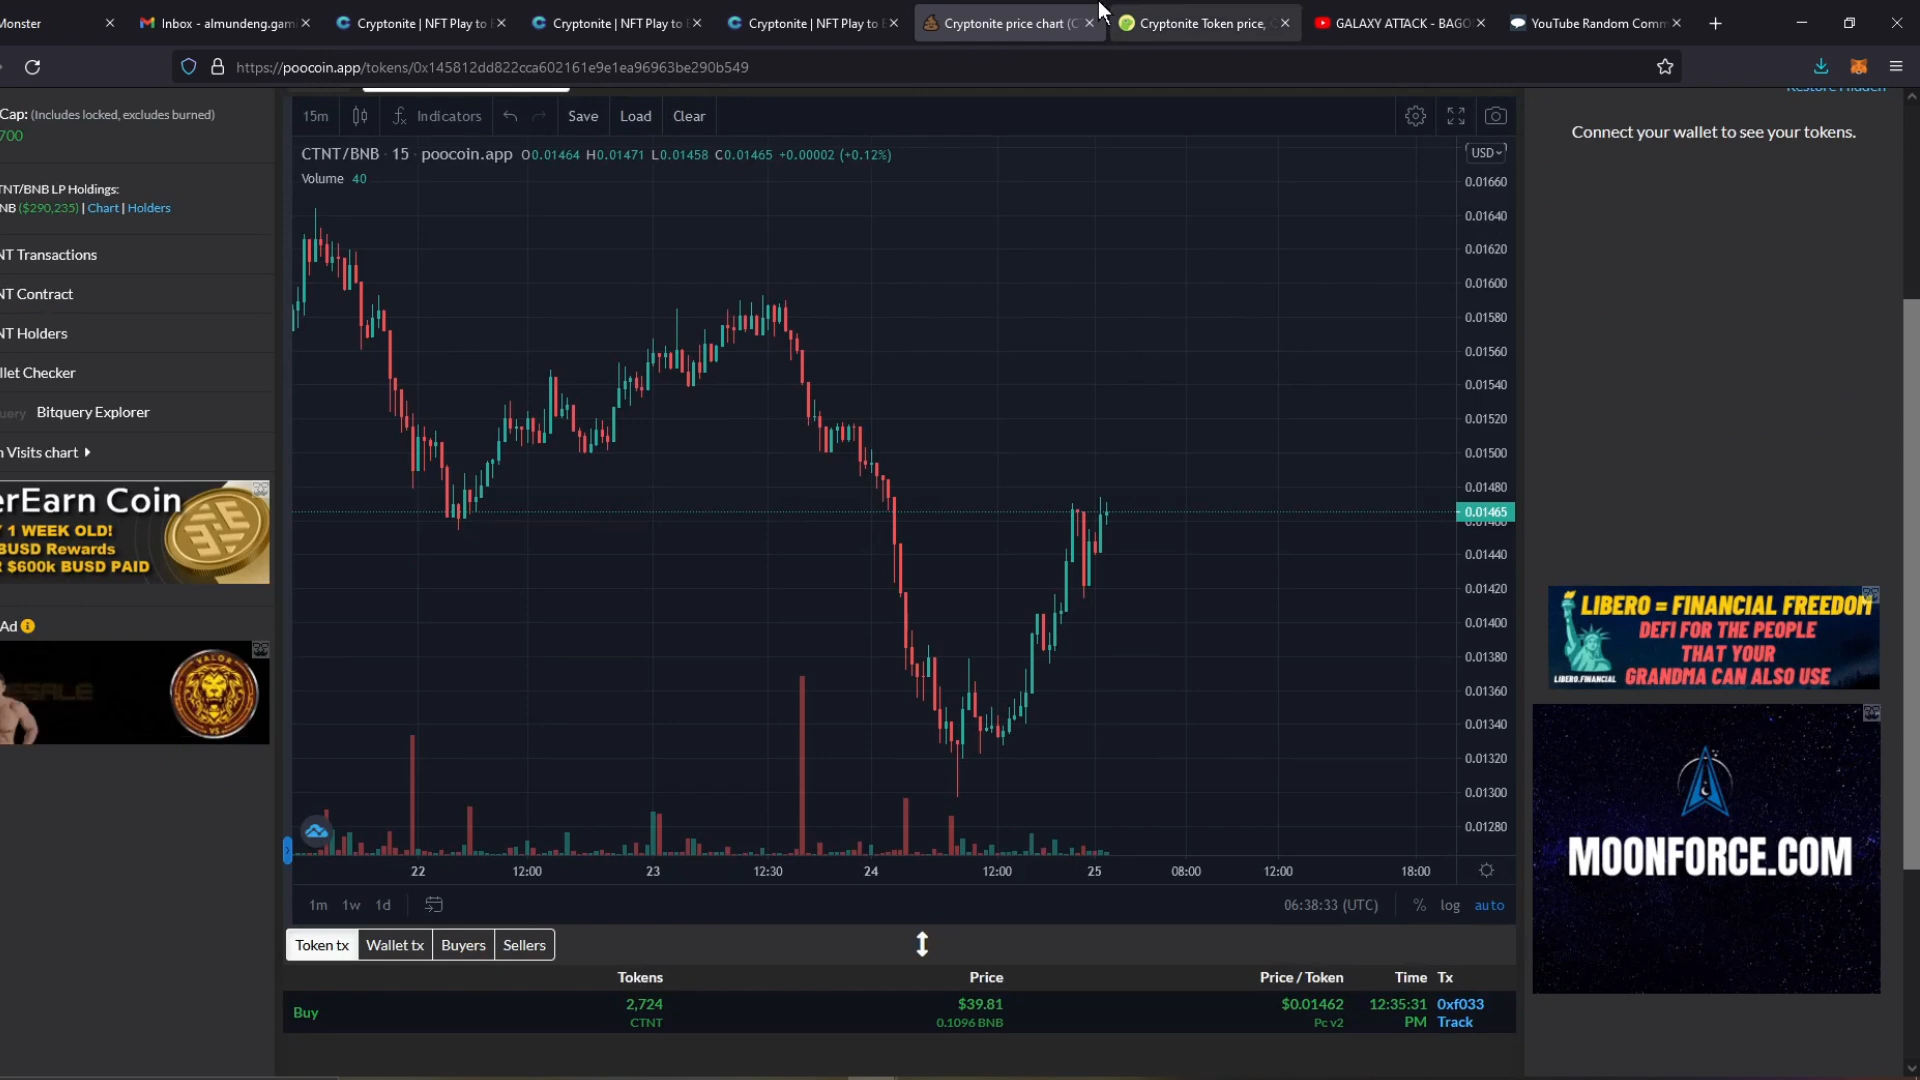 Monster
Inbox - almundeng.gam
Cryptonite | NFT Play to
Cryptonite | NFT Play to
Cryptonite | NFT Play to
Cryptonite price chart (C
Cryptonite Token price,
GALAXY ATTACK - BAGO
YouTube Random Comm
https://poocoin.app/tokens/0x145812dd822cca602161e9e1ea96963be290b549
Cap: (Includes locked, excludes burned)
700
TNT/BNB LP Holdings:
NB ($290,235) | Chart | Holders
NT Transactions
NT Contract
NT Holders
llet Checker
uery Bitquery Explorer
n Visits chart
erEarn Coin
Y 1 WEEK OLD!
BUSD Rewards
R $600k BUSD PAID
Ad
ESALE
VALOR
VS
15m
Indicators
Save
Load
Clear
CTNT/BNB · 15 · poocoin.app O0.01464 H0.01471 L0.01458 C0.01465 +0.00002 (+0.12%)
Volume 40
USD
0.01660
0.01640
0.01620
0.01600
0.01580
0.01560
0.01540
0.01520
0.01500
0.01480
0.01465
0.01460
0.01440
0.01420
0.01400
0.01380
0.01360
0.01340
0.01320
0.01300
0.01280
22 12:00 23 12:30 24 12:00 25 08:00 12:00 18:00
1m 1w 1d
06:38:33 (UTC) % log auto
Token tx
Wallet tx
Buyers
Sellers
Tokens Price Price / Token Time Tx
Buy 2,724 $39.81 $0.01462 12:35:31 0xf033
CTNT 0.1096 BNB Pc v2 PM Track
Restore Hidden
Connect your wallet to see your tokens.
LIBERO = FINANCIAL FREEDOM
DEFI FOR THE PEOPLE
THAT YOUR
GRANDMA CAN ALSO USE
LIBERO.FINANCIAL
MOONFORCE.COM